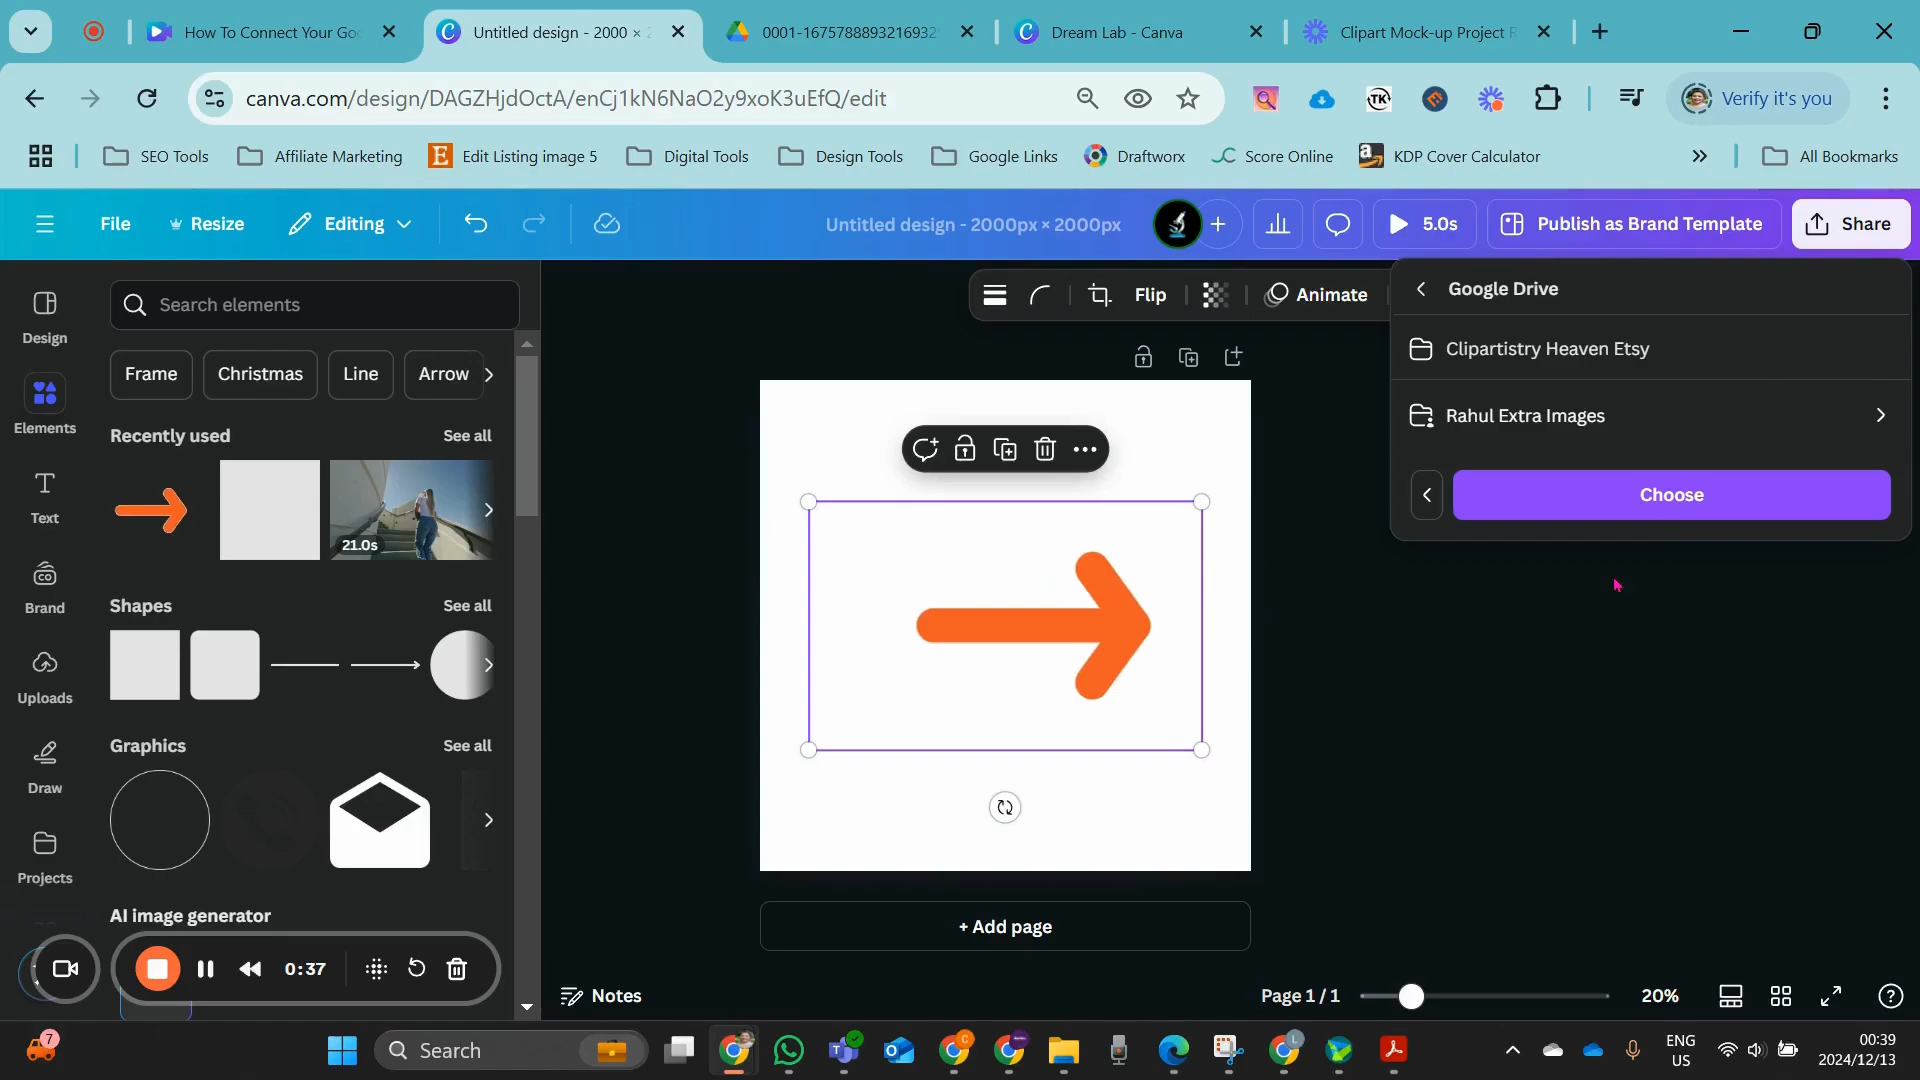 How To Connect Your Goo
Untitled design - 2000 × 2
0001-1675788893216932
Dream Lab - Canva
Clipart Mock-up Project R
canva.com/design/DAGZHjdOctA/enCj1kN6NaO2y9xoK3uEfQ/edit
Verify it's you
SEO Tools
Affiliate Marketing
Edit Listing image 5
Digital Tools
Design Tools
Google Links
Draftworx
Score Online
KDP Cover Calculator
All Bookmarks
File
Resize
Editing
Untitled design - 2000px × 2000px
5.0s
Publish as Brand Template
Share
Design
Elements
Text
Brand
Uploads
Draw
Projects
Search elements
Frame
Christmas
Line
Arrow
Recently used
See all
21.0s
Shapes
See all
Graphics
See all
AI image generator
Flip
Animate
Google Drive
Clipartistry Heaven Etsy
Rahul Extra Images
Choose
+ Add page
0:37
Notes
Page 1 / 1
20%
7
Search
ENG
US
00:39
2024/12/13